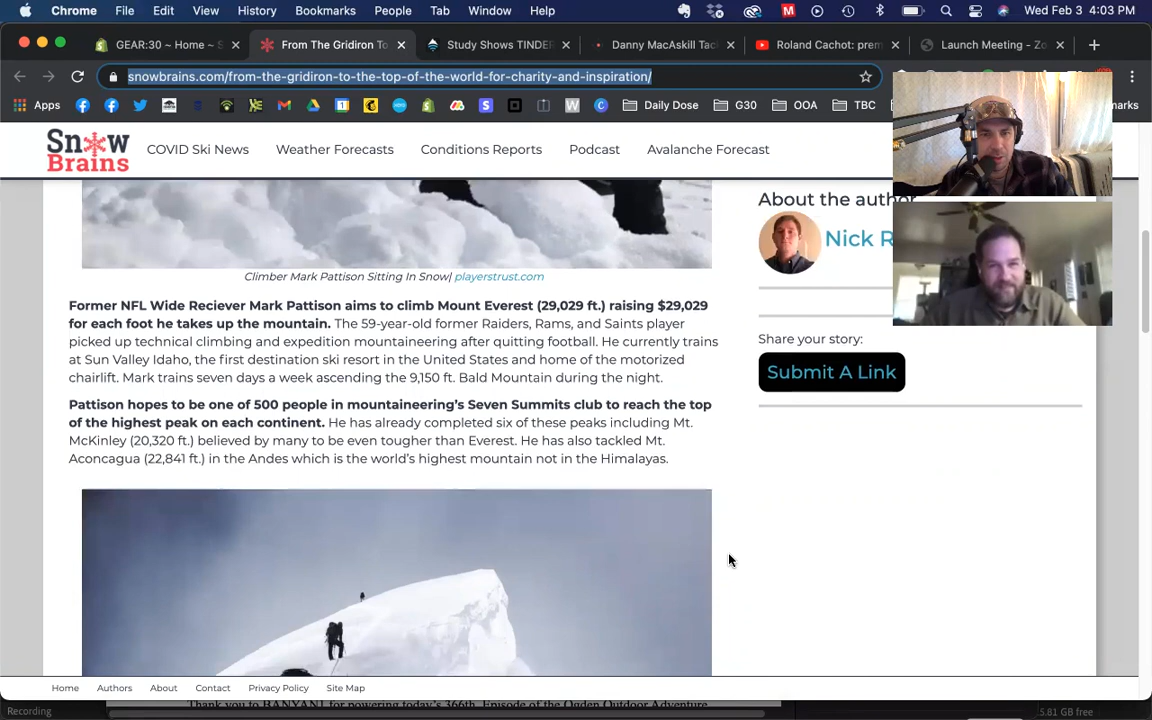 Chrome File Edit View History Bookmarks People Tab Window Help Wed Feb 3 4:03 PM
GEAR:30 ~ Home ~ S From The Gridiron To Study Shows TINDER Danny MacAskill Tac Roland Cachot: prem Launch Meeting - Zo
snowbrains.com/from-the-gridiron-to-the-top-of-the-world-for-charity-and-inspiration/
Apps Daily Dose G30 OOA TBC marks
Snow Brains
COVID Ski News Weather Forecasts Conditions Reports Podcast Avalanche Forecast
About the author
Nick R
Climber Mark Pattison Sitting In Snow| playerstrust.com
Former NFL Wide Reciever Mark Pattison aims to climb Mount Everest (29,029 ft.) raising $29,029
for each foot he takes up the mountain. The 59-year-old former Raiders, Rams, and Saints player
picked up technical climbing and expedition mountaineering after quitting football. He currently trains
at Sun Valley Idaho, the first destination ski resort in the United States and home of the motorized
chairlift. Mark trains seven days a week ascending the 9,150 ft. Bald Mountain during the night.
Share your story:
Submit A Link
Pattison hopes to be one of 500 people in mountaineering's Seven Summits club to reach the top
of the highest peak on each continent. He has already completed six of these peaks including Mt.
McKinley (20,320 ft.) believed by many to be even tougher than Everest. He has also tackled Mt.
Aconcagua (22,841 ft.) in the Andes which is the world's highest mountain not in the Himalayas.
Home Authors About Contact Privacy Policy Site Map
Recording Thank you to BANYAN1 for powering today's 366th Episode of the Ogden Outdoor Adventure 5.81 GB free